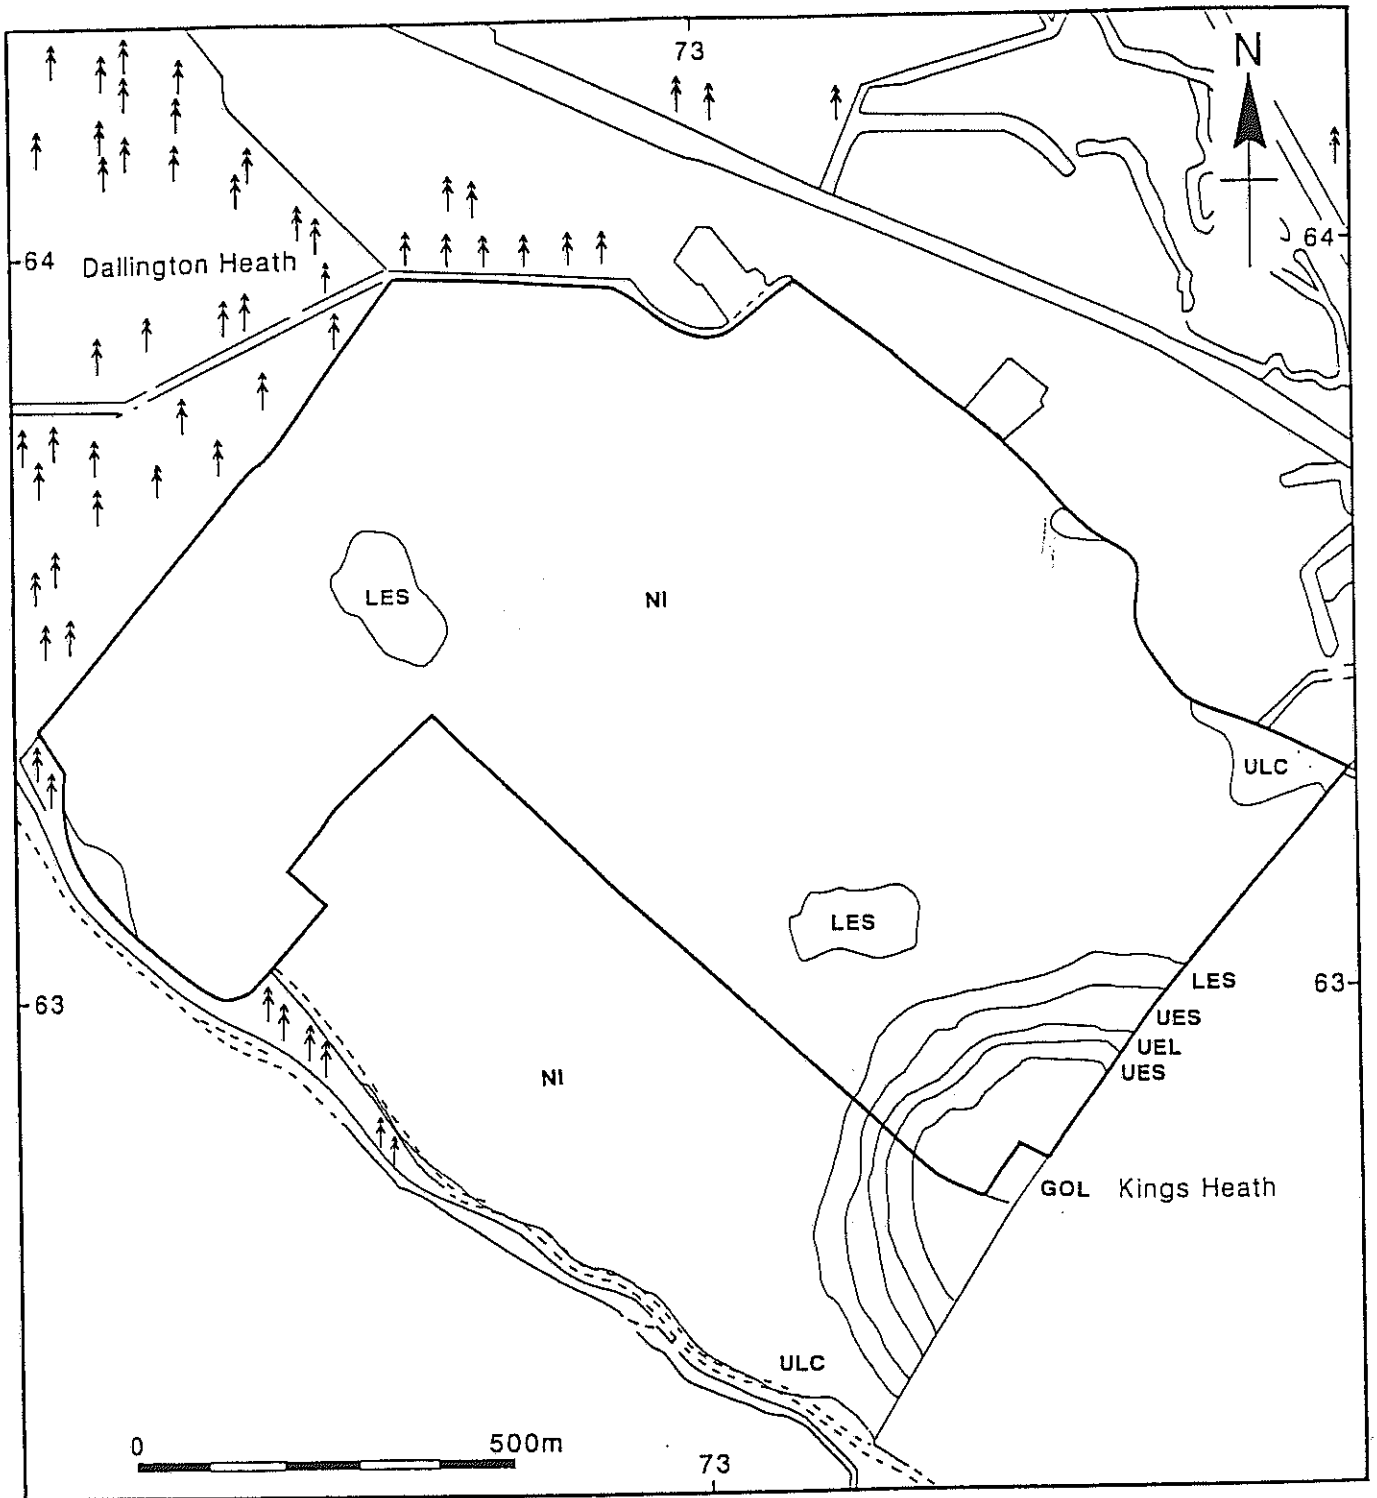 73
N
64
Dallington Heath
64
LES
NI
ULC
LES
63
LES
63
UES
UEL
UES
NI
GOL Kings Heath
ULC
0 500m
73